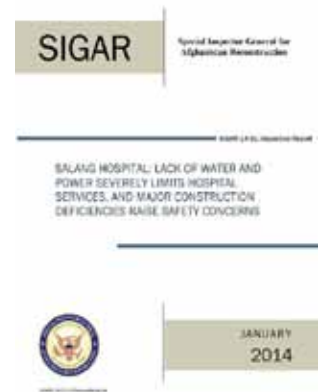 SIGAR
Special Inspector General for
Afghanistan Reconstruction
SALANG HOSPITAL: LACK OF WATER AND
POWER SEVERELY LIMITS HOSPITAL
SERVICES, AND MAJOR CONSTRUCTION
DEFICIENCIES RAISE SAFETY CONCERNS
JANUARY
2014